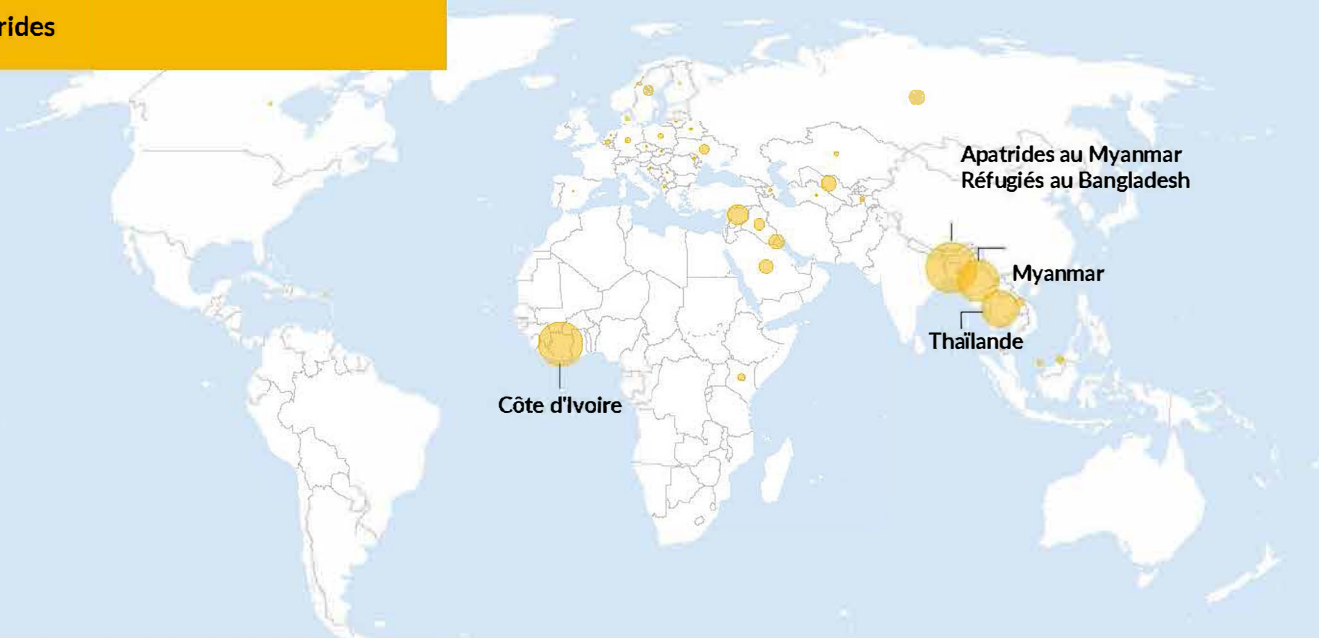 rides
Apatrides au Myanmar
Réfugiés au Bangladesh
Myanmar
Thaïlande
Côte d'Ivoire